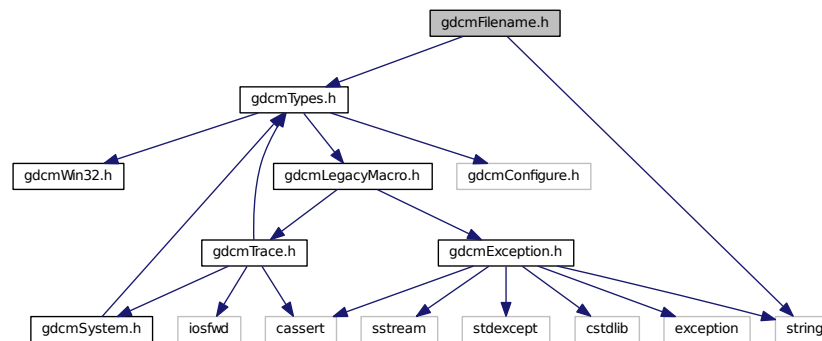 gdcmFilename.h
gdcmTypes.h
gdcmWin32.h
gdcmLegacyMacro.h
gdcmConfigure.h
gdcmTrace.h
gdcmException.h
gdcmSystem.h
iosfwd
cassert
sstream
stdexcept
cstdlib
exception
string